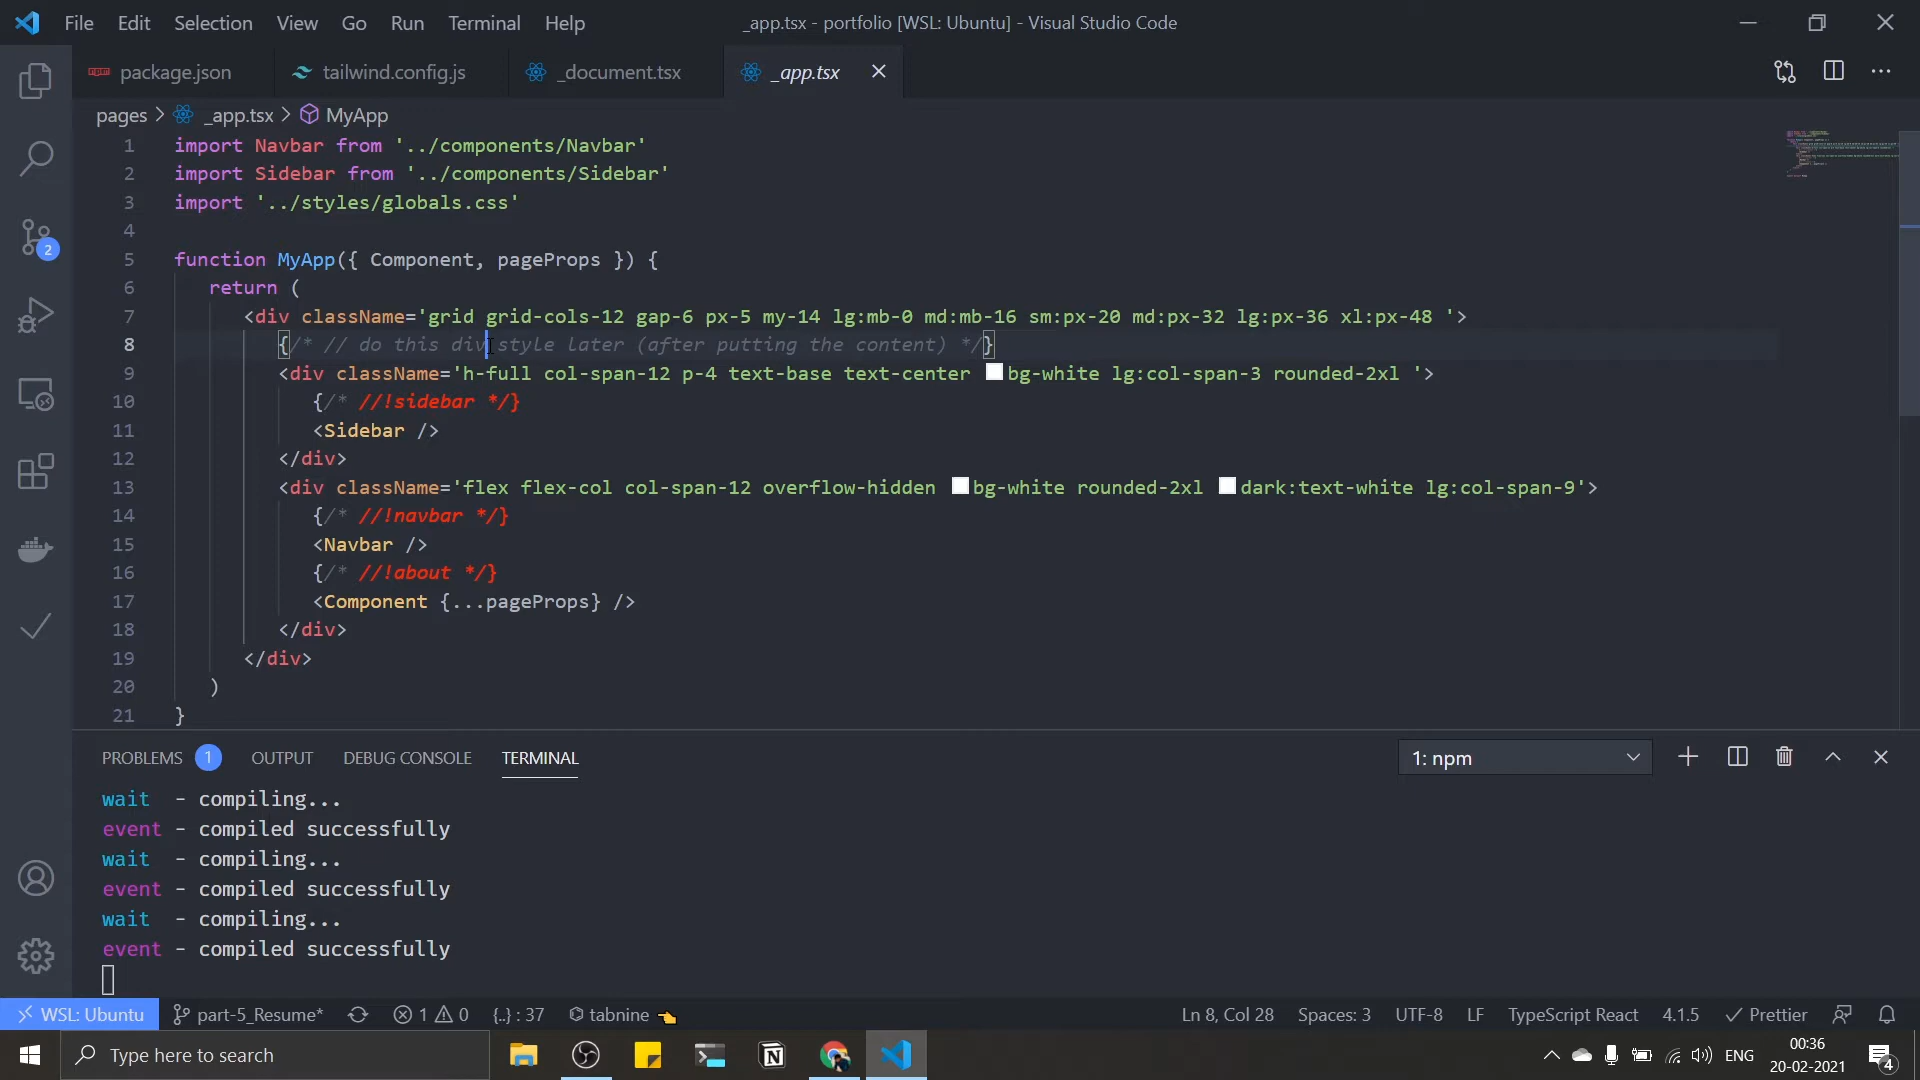 File Edit Selection View Go Run Terminal Help _app.tsx - portfolio [WSL: Ubuntu] - Visual Studio Code
package.json tailwind.config.js _document.tsx _app.tsx
pages > _app.tsx > MyApp
1 import Navbar from '../components/Navbar'
2 import Sidebar from '../components/Sidebar'
3 import '../styles/globals.css'
4
5 function MyApp({ Component, pageProps }) {
6 return (
7 <div className='grid grid-cols-12 gap-6 px-5 my-14 lg:mb-0 md:mb-16 sm:px-20 md:px-32 lg:px-36 xl:px-48 '>
8 {/* // do this div style later (after putting the content) */}
9 <div className='h-full col-span-12 p-4 text-base text-center bg-white lg:col-span-3 rounded-2xl '>
10 {/* //!sidebar */}
11 <Sidebar />
12 </div>
13 <div className='flex flex-col col-span-12 overflow-hidden bg-white rounded-2xl dark:text-white lg:col-span-9'>
14 {/* //!navbar */}
15 <Navbar />
16 {/* //!about */}
17 <Component {...pageProps} />
18 </div>
19 </div>
20 )
21 }
2
PROBLEMS 1 OUTPUT DEBUG CONSOLE TERMINAL 1: npm
wait - compiling...
event - compiled successfully
wait - compiling...
event - compiled successfully
wait - compiling...
event - compiled successfully
WSL: Ubuntu part-5_Resume* 1 0 {..} : 37 tabnine Ln 8, Col 28 Spaces: 3 UTF-8 LF TypeScript React 4.1.5 Prettier
Type here to search ENG 00:36
20-02-2021 4